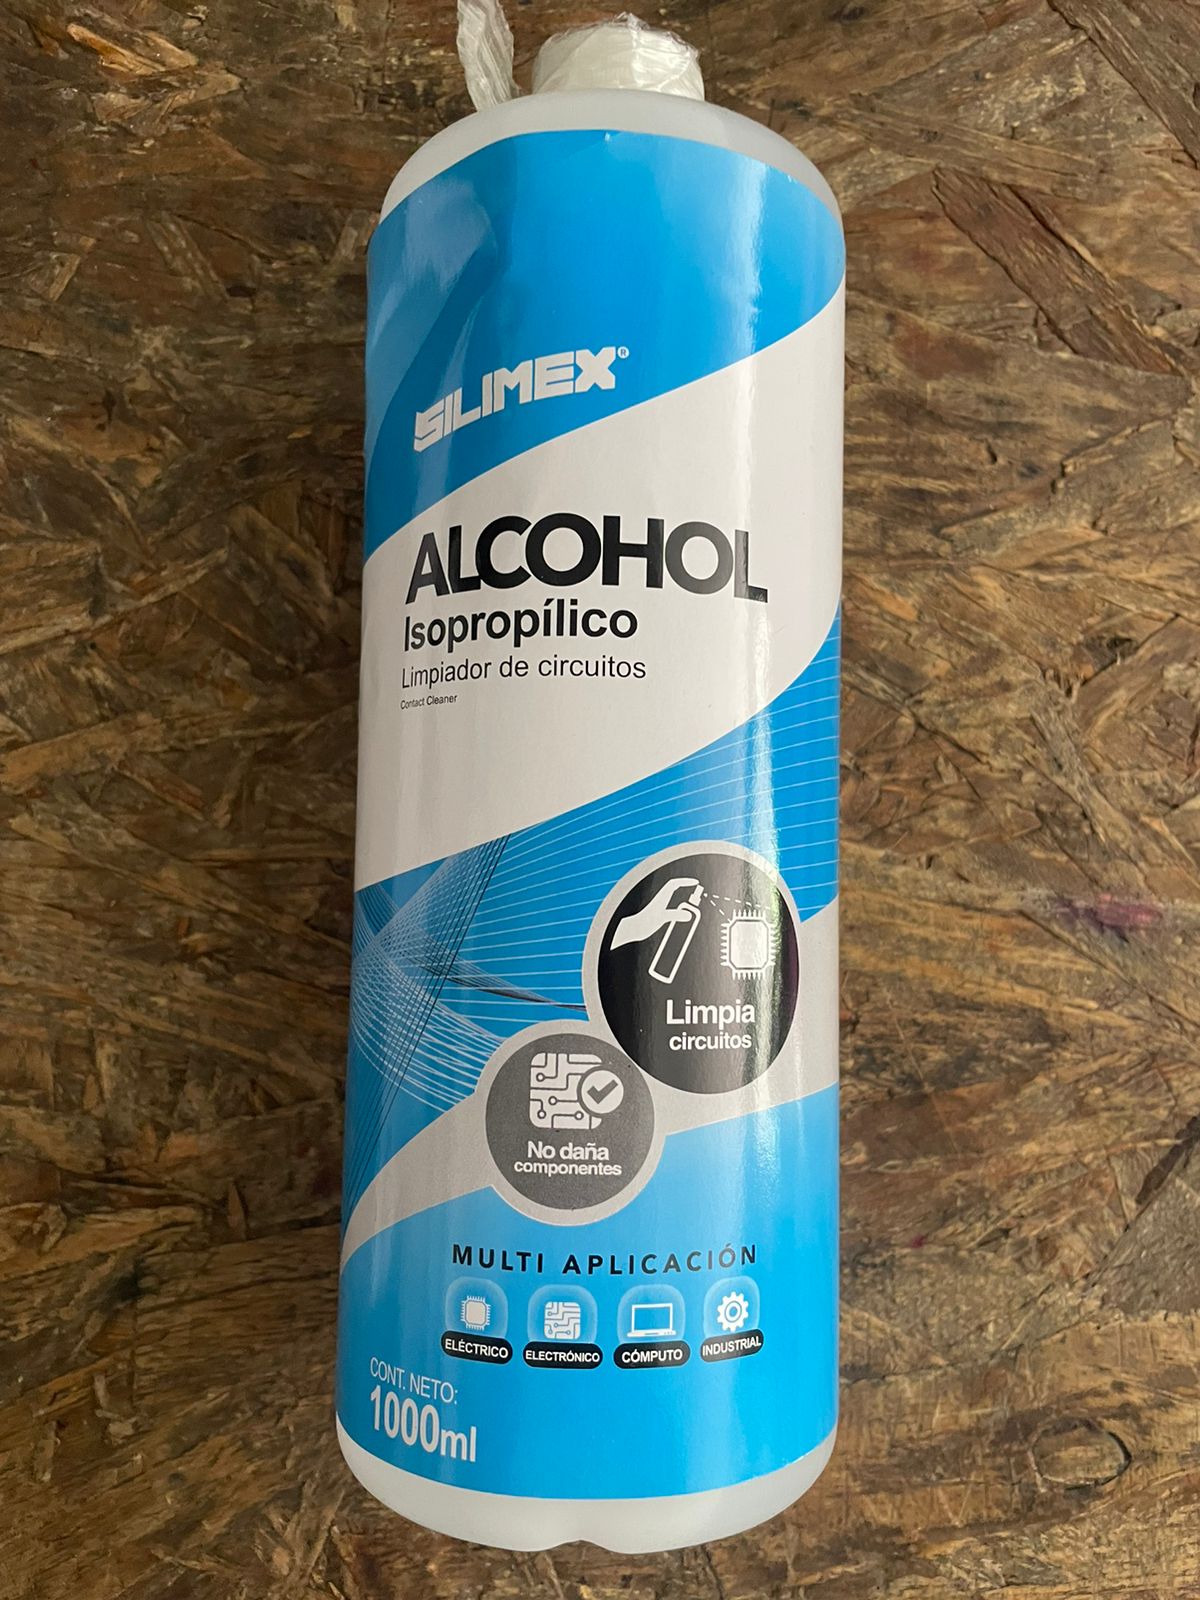 SILIMEX®
ALCOHOL
Isopropílico
Limpiador de circuitos
Contact Cleaner
Limpia
circuitos
No daña
componentes
MULTI APLICACIÓN
ELÉCTRICO
ELECTRÓNICO
CÓMPUTO
INDUSTRIAL
CONT. NETO:
1000ml